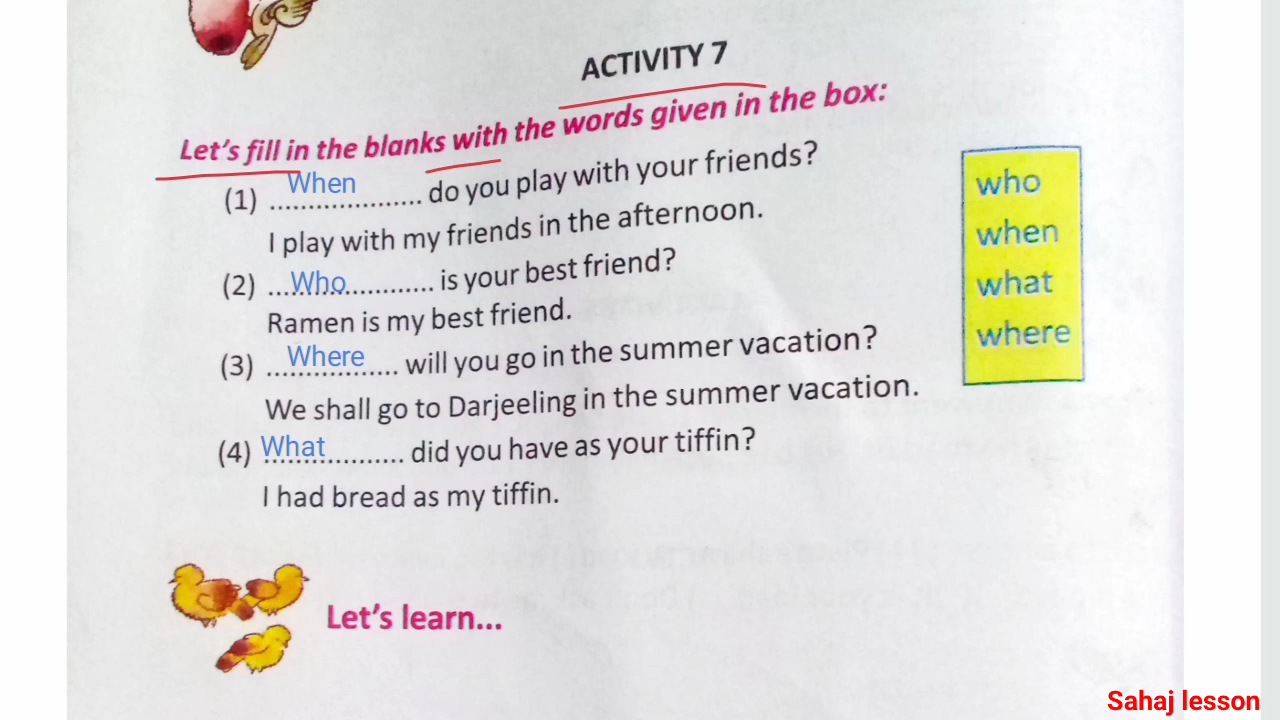 ACTIVITY 7
Let's fill in the blanks with the words given in the box:
(1) ....When................ do you play with your friends?
I play with my friends in the afternoon.
(2) ...Who............... is your best friend?
Ramen is my best friend.
(3) ...Where.............. will you go in the summer vacation?
We shall go to Darjeeling in the summer vacation.
(4) What.................. did you have as your tiffin?
I had bread as my tiffin.
who
when
what
where
Let's learn...
Sahaj lesson